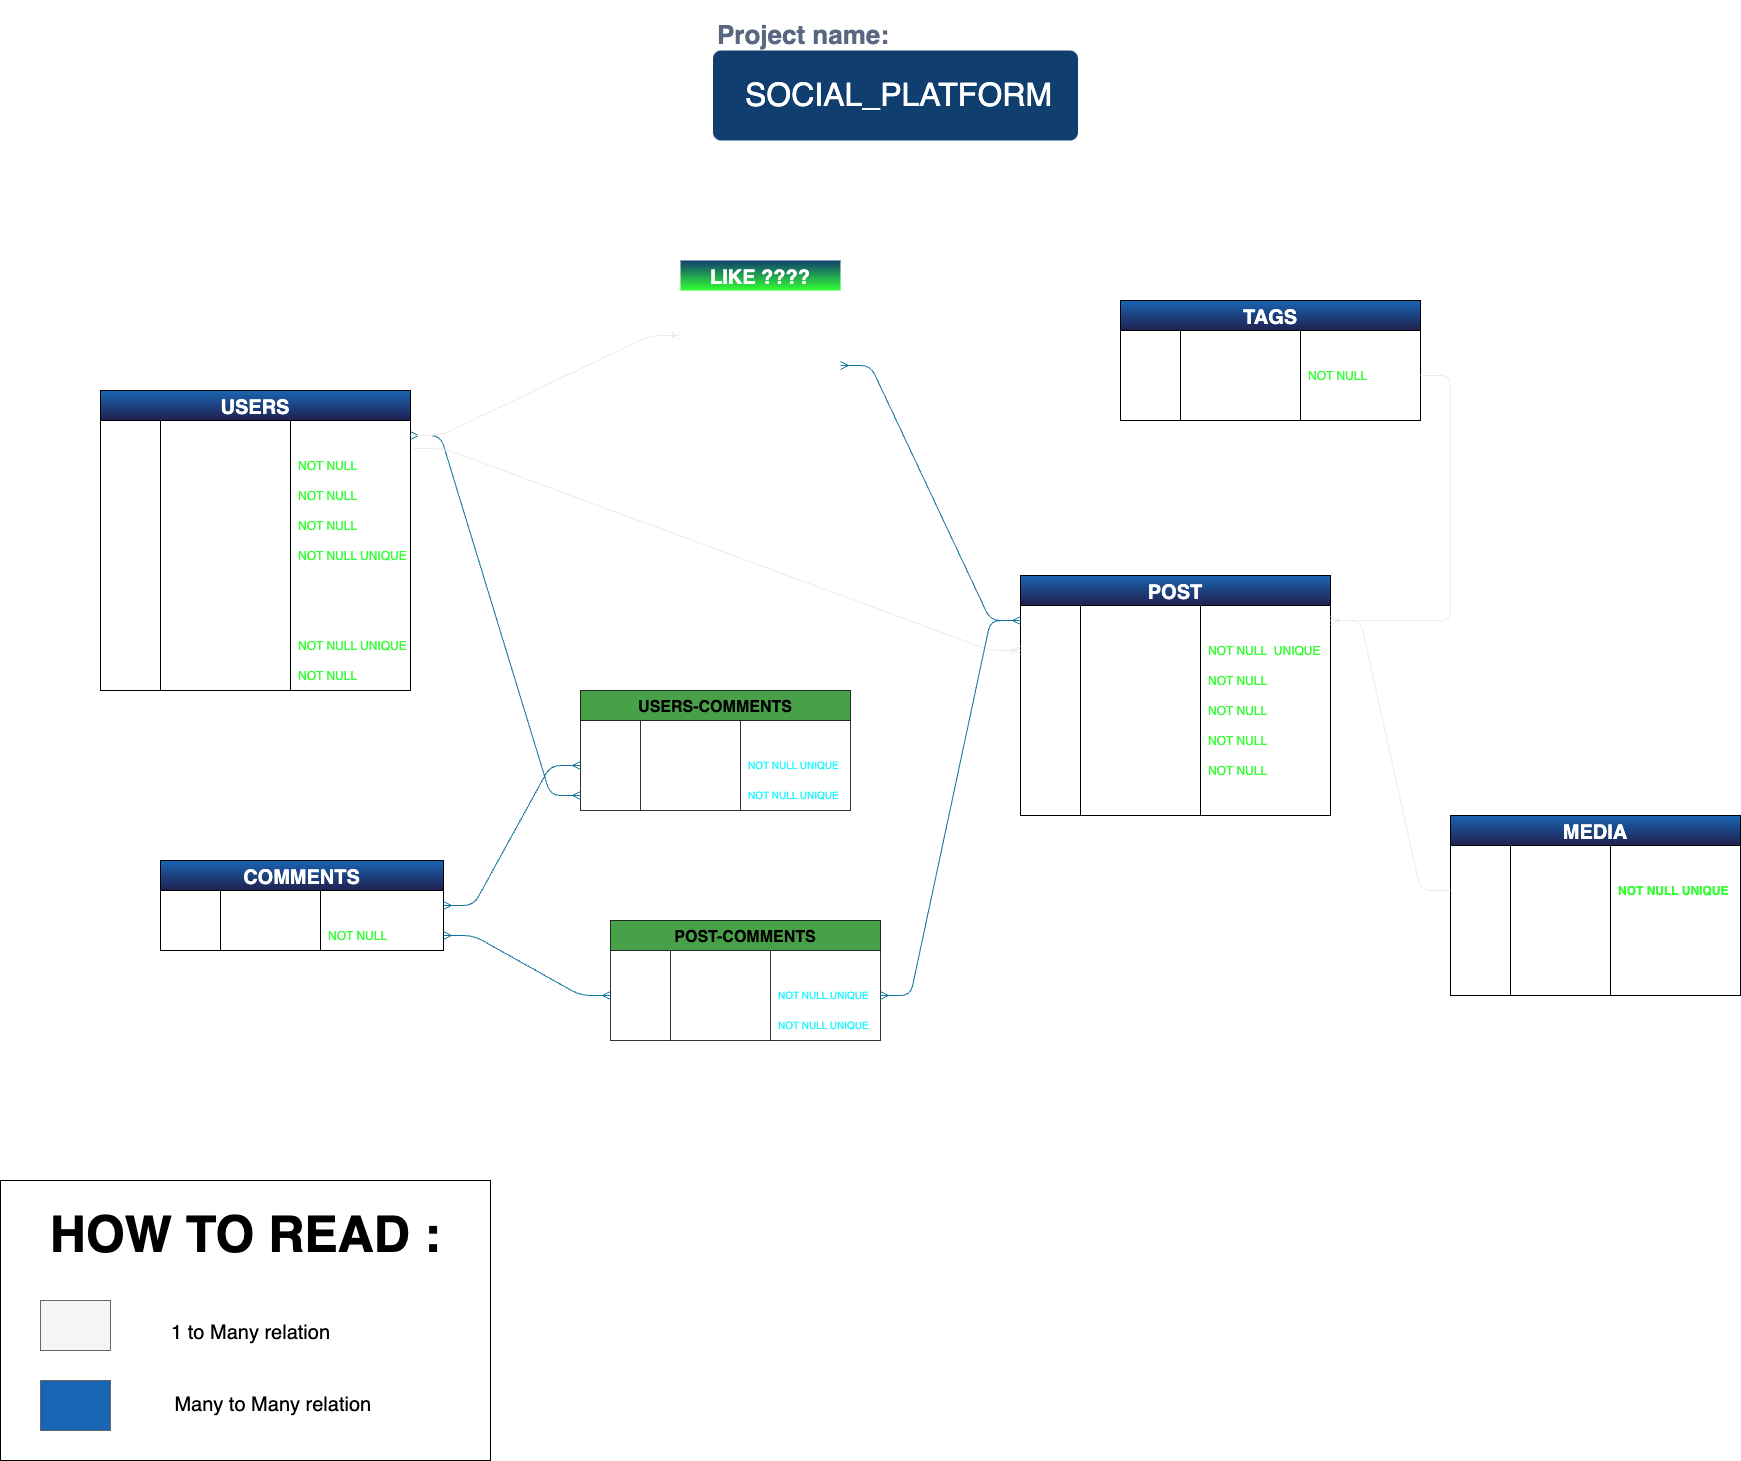 Project name:
SOCIAL_PLATFORM
LIKE ????
TAGS
NOT NULL
USERS
NOT NULL
NOT NULL
NOT NULL
NOT NULL UNIQUE
NOT NULL UNIQUE
NOT NULL
POST
NOT NULL  UNIQUE
NOT NULL
NOT NULL
NOT NULL
NOT NULL
USERS-COMMENTS
NOT NULL UNIQUE
NOT NULL UNIQUE
MEDIA
NOT NULL UNIQUE
COMMENTS
NOT NULL
POST-COMMENTS
NOT NULL UNIQUE
NOT NULL UNIQUE
HOW TO READ :
1 to Many relation
Many to Many relation